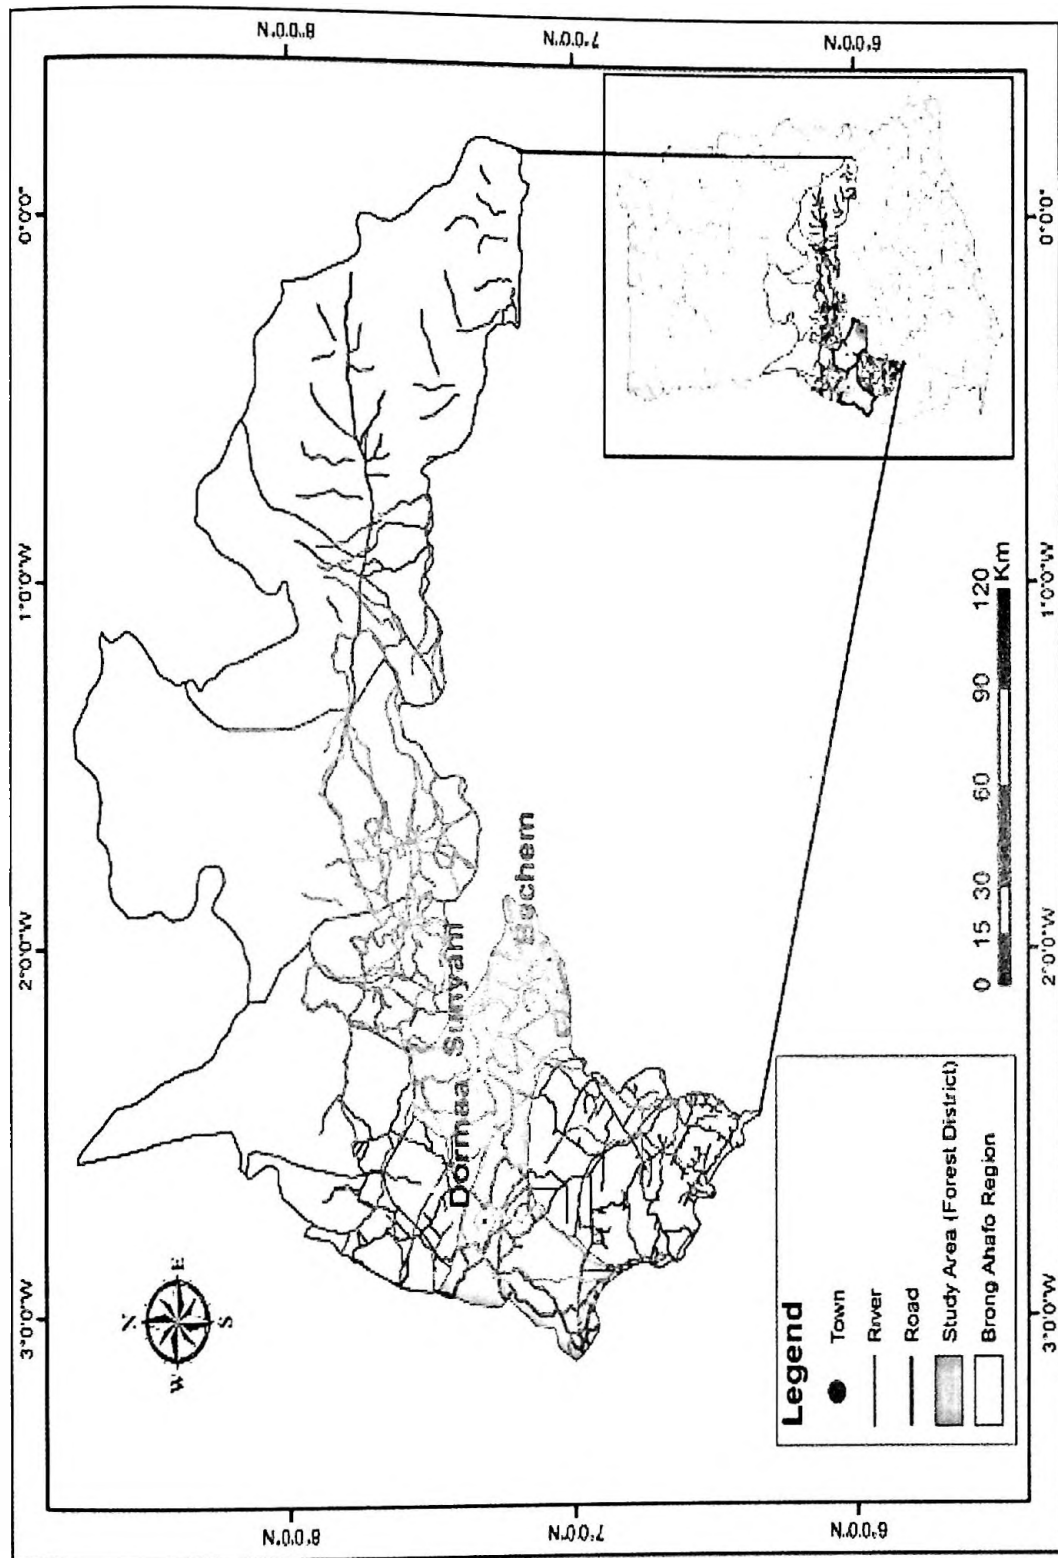 3°0'0"W
2°0'0"W
1°0'0"W
0°0'0"
8°0'0"N
8°0'0"N
7°0'0"N
7°0'0"N
6°0'0"N
6°0'0"N
N
W
E
S
Dormaa
Sunyani
Bechem
Legend
Town
River
Road
Study Area (Forest District)
Brong Ahafo Region
0 15 30 60 90 120
Km
3°0'0"W
2°0'0"W
1°0'0"W
0°0'0"